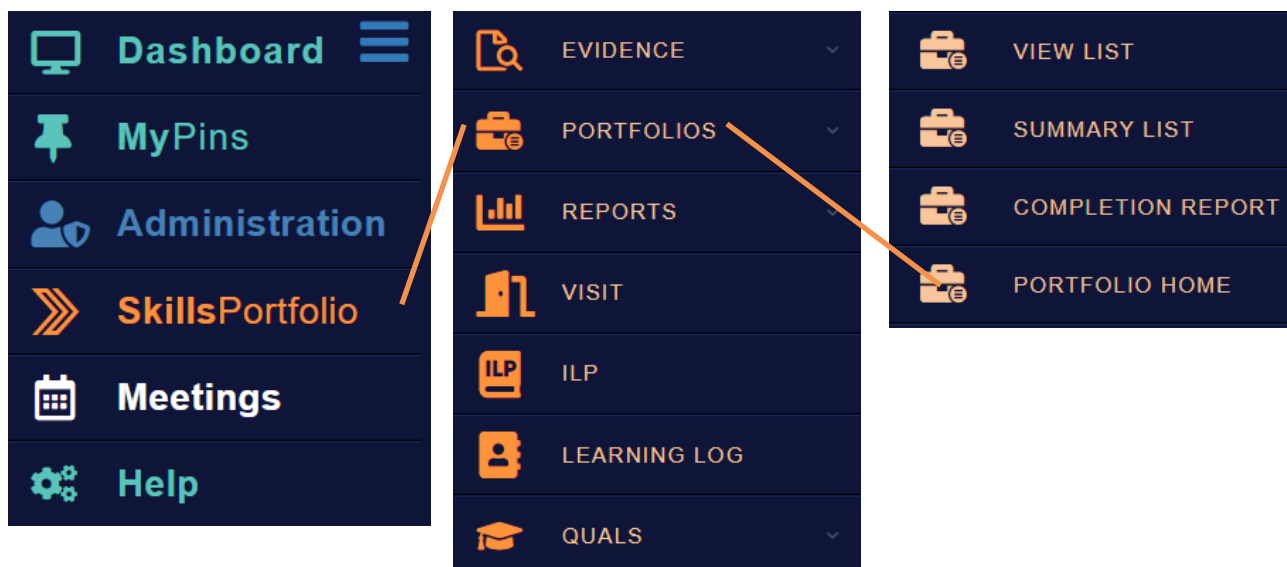 Dashboard
MyPins
Administration
SkillsPortfolio
Meetings
Help
EVIDENCE
PORTFOLIOS
REPORTS
VISIT
ILP
ILP
LEARNING LOG
QUALS
VIEW LIST
SUMMARY LIST
COMPLETION REPORT
PORTFOLIO HOME